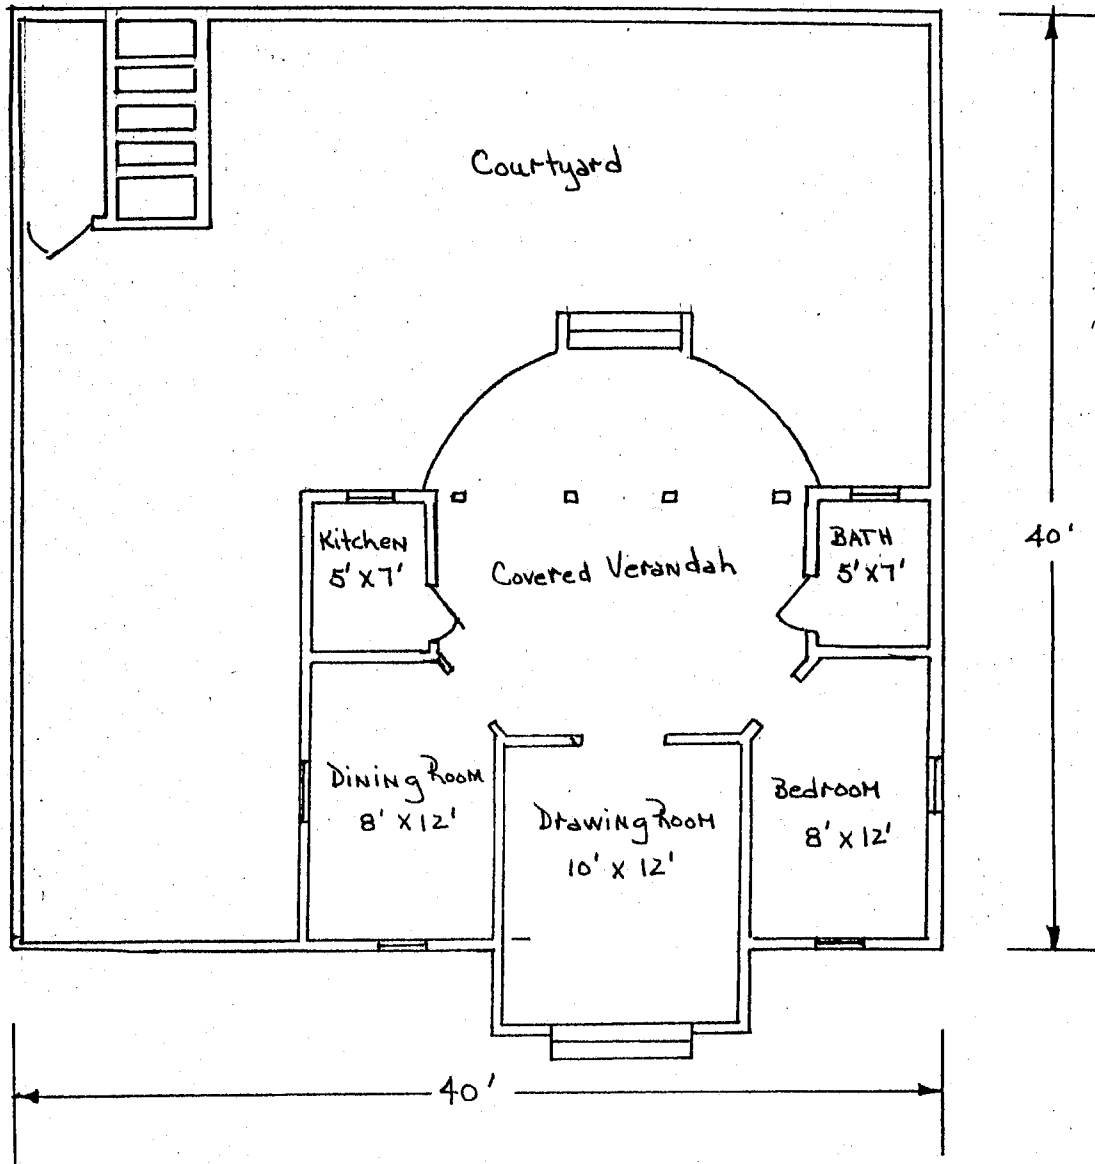 Courtyard
40'
Kitchen
5' X 7'
Covered Verandah
BATH
5' X 7'
Dining Room
8' X 12'
Drawing Room
10' X 12'
Bedroom
8' X 12'
40'